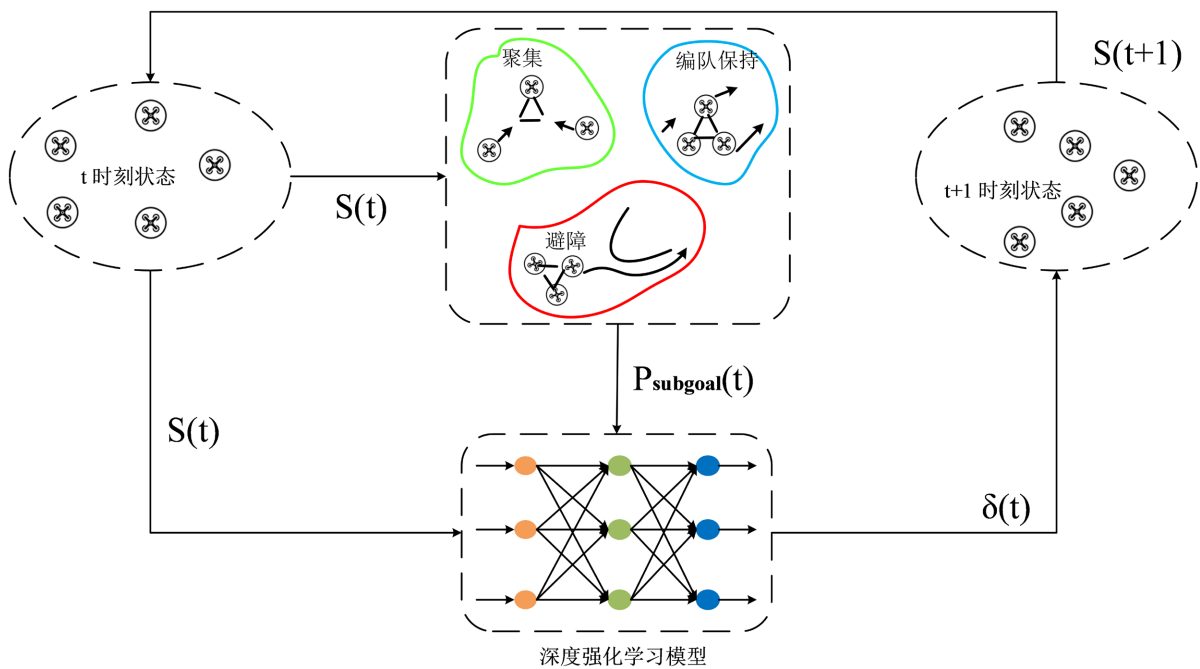 S(t+1)
聚集
编队保持
t 时刻状态
S(t)
t+1 时刻状态
避障
Psubgoal(t)
S(t)
δ(t)
深度强化学习模型